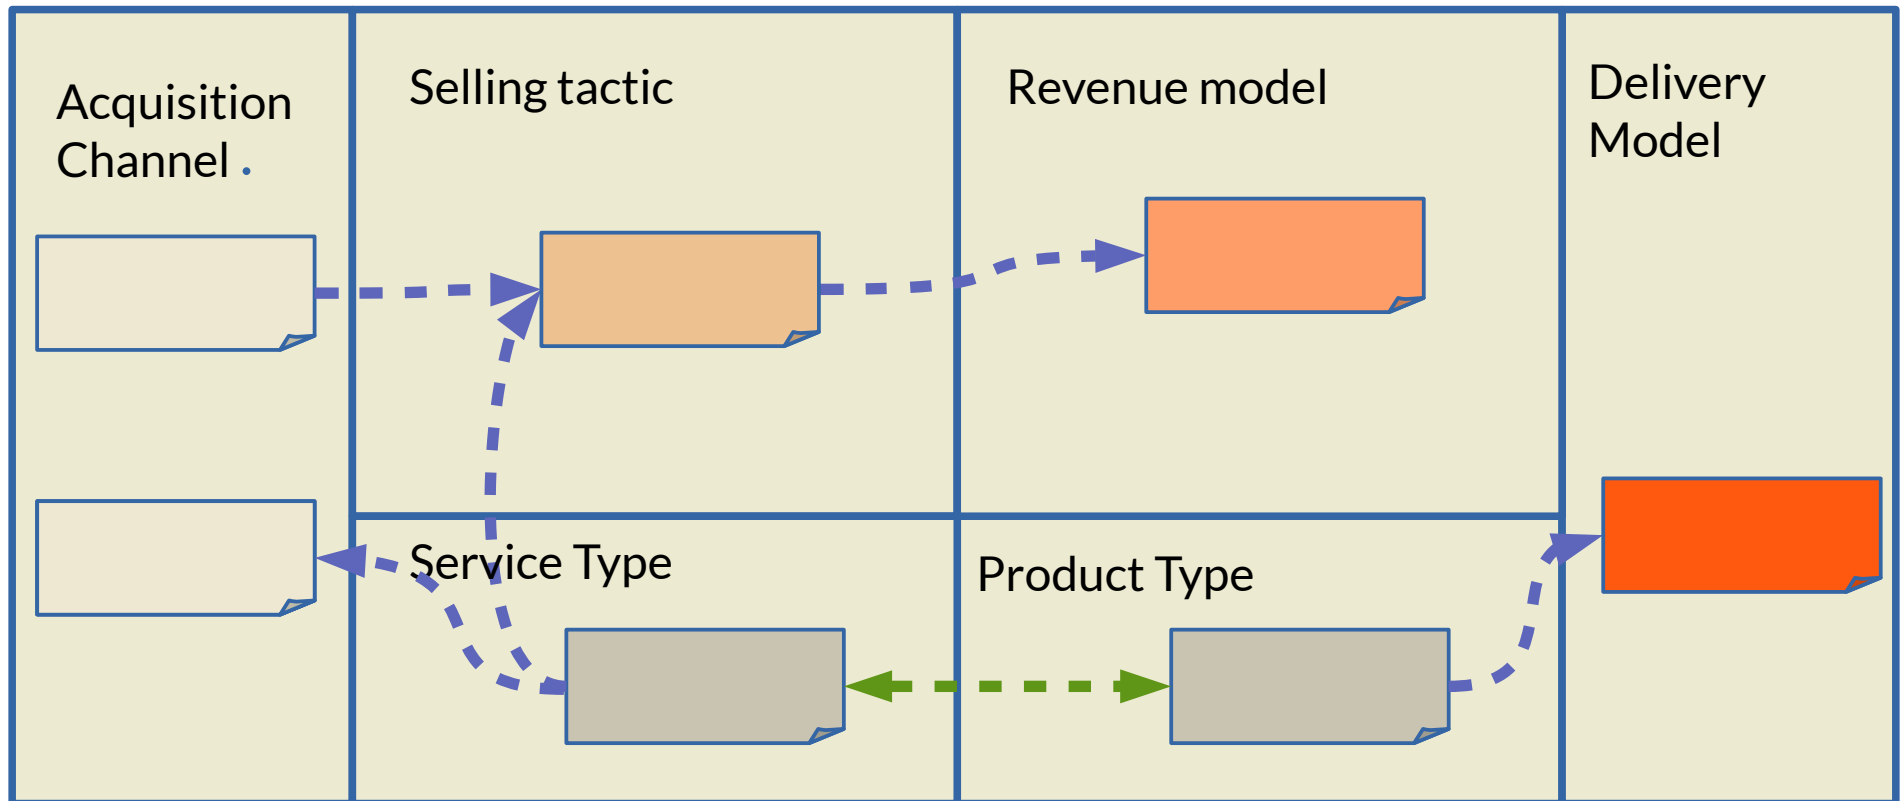 Acquisition
Channel .
Selling tactic
Revenue model
Delivery
Model
Service Type
Product Type